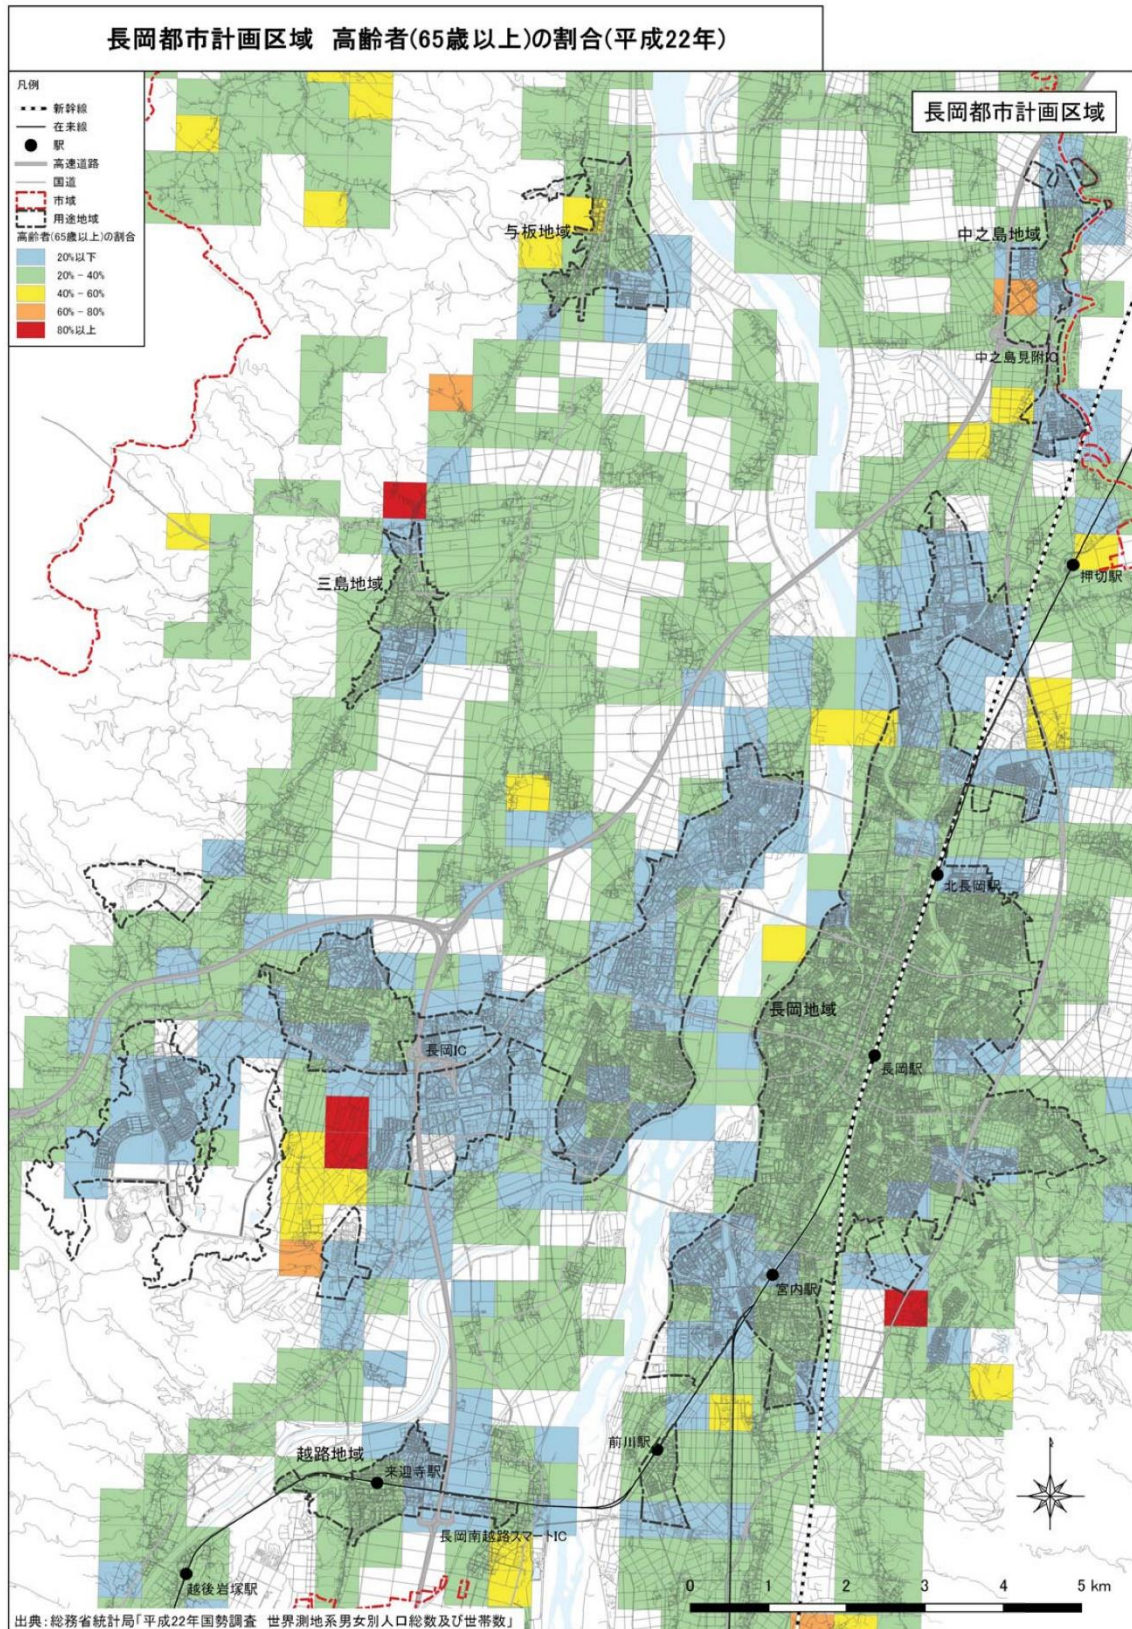 長岡都市計画区域 高齢者(65歳以上)の割合(平成22年)
凡例
新幹線
在来線
駅
高速道路
国道
市域
用途地域
高齢者(65歳以上)の割合
20%以下
20% - 40%
40% - 60%
60% - 80%
80%以上
長岡都市計画区域
与板地域
中之島地域
中之島見附IC
押切駅
三島地域
北長岡駅
長岡地域
長岡IC
長岡駅
宮内駅
前川駅
越路地域
来迎寺駅
長岡南越路スマートIC
越後岩塚駅
0 1 2 3 4 5 km
出典:総務省統計局「平成22年国勢調査 世界測地系男女別人口総数及び世帯数」